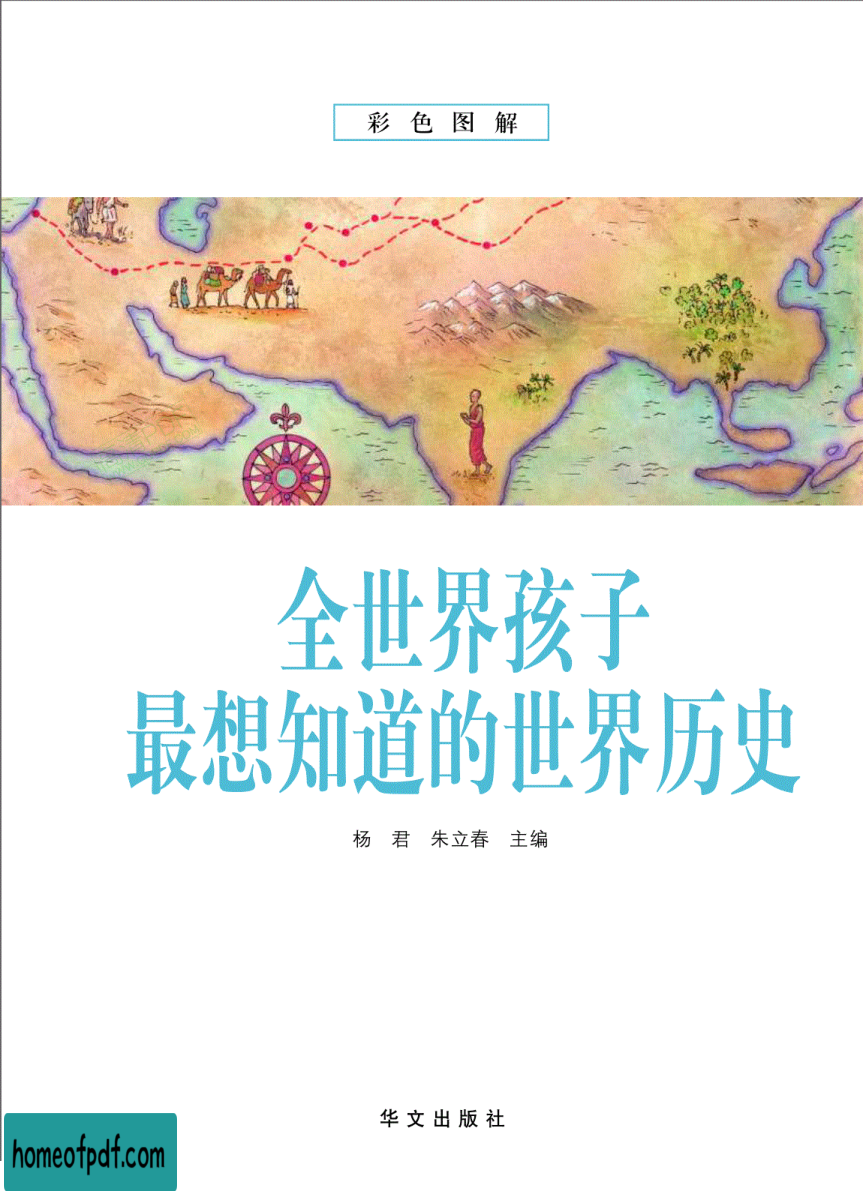 彩色图解
全世界孩子
最想知道的世界历史
杨 君 朱立春 主编
华文出版社
homeofpdf.com